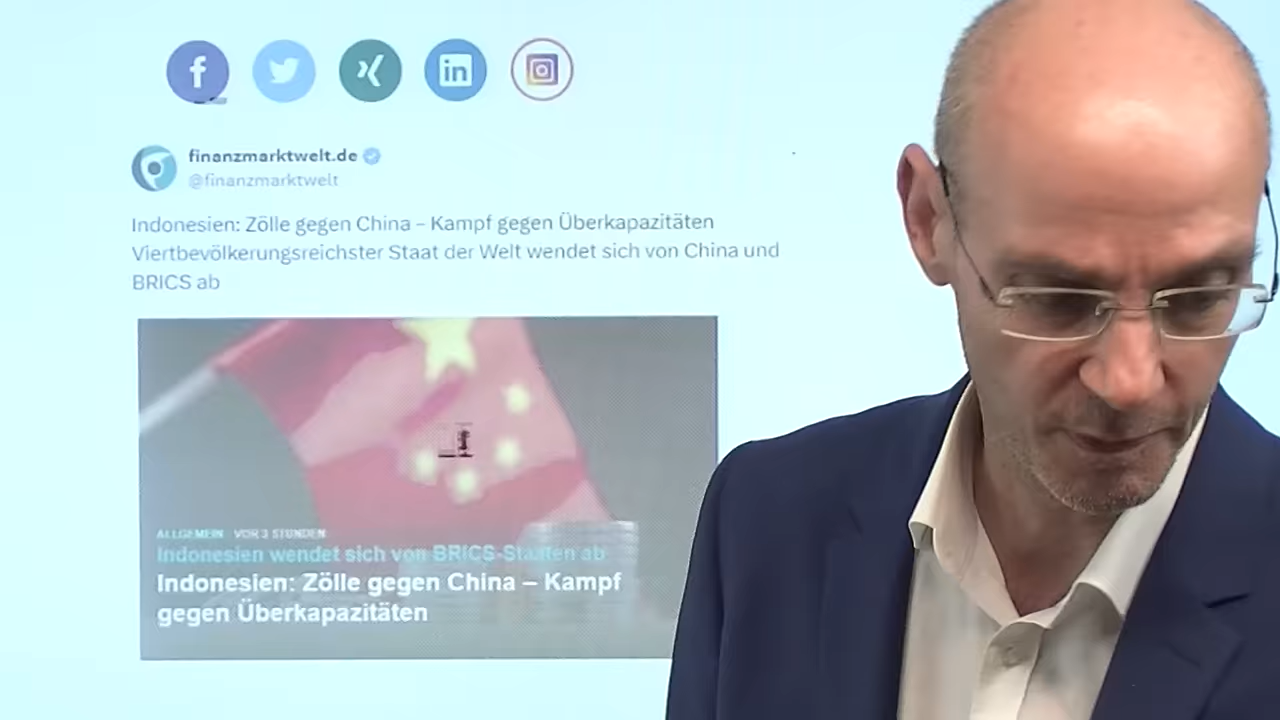 finanzmarktwelt.de
@finanzmarktwelt
Indonesien: Zölle gegen China – Kampf gegen Überkapazitäten
Viertbevölkerungsreichster Staat der Welt wendet sich von China und
BRICS ab
ALLGEMEIN VOR 3 STUNDEN
Indonesien wendet sich von BRICS-Staaten ab
Indonesien: Zölle gegen China – Kampf
gegen Überkapazitäten